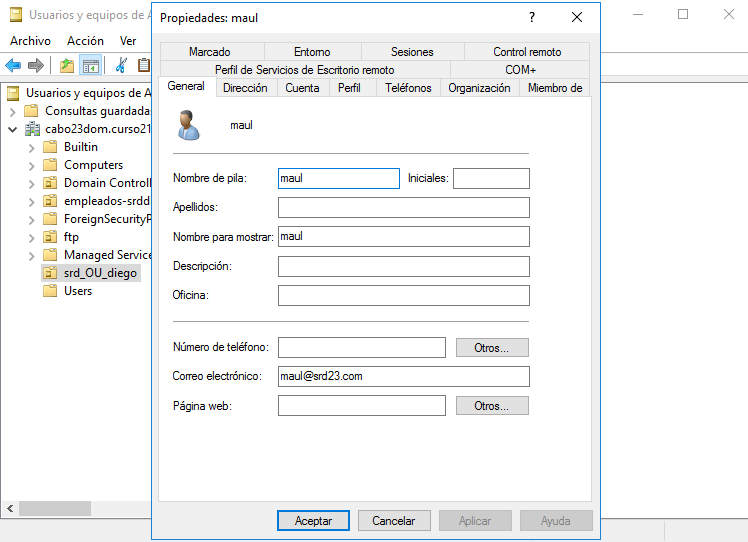 Usuarios y equipos de A
Archivo Acción Ver
Usuarios y equipos de A
Consultas guardada
cabo23dom.curso21
Builtin
Computers
Domain Controll
empleados-srdd
ForeignSecurityP
ftp
Managed Service
srd_OU_diego
Users
Propiedades: maul
?
Marcado Entorno Sesiones Control remoto
Perfil de Servicios de Escritorio remoto COM+
General Dirección Cuenta Perfil Teléfonos Organización Miembro de
maul
Nombre de pila: maul Iniciales:
Apellidos:
Nombre para mostrar: maul
Descripción:
Oficina:
Número de teléfono: Otros...
Correo electrónico: maul@srd23.com
Página web: Otros...
Aceptar Cancelar Aplicar Ayuda